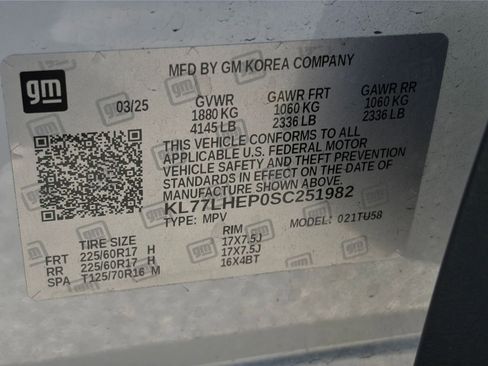 gm
MFD BY GM KOREA COMPANY
03/25 GVWR GAWR FRT GAWR RR
1880 KG 1060 KG 1060 KG
4145 LB 2336 LB 2336 LB
THIS VEHICLE CONFORMS TO ALL
APPLICABLE U.S. FEDERAL MOTOR
VEHICLE SAFETY AND THEFT PREVENTION
STANDARDS IN EFFECT ON THE DATE OF
MANUFACTURE SHOWN ABOVE.
KL77LHEP0SC251982
TYPE: MPV MODEL: 021TU58
TIRE SIZE RIM
FRT 225/60R17 H 17X7.5J
RR 225/60R17 H 17X7.5J
SPA T125/70R16 M 16X4BT